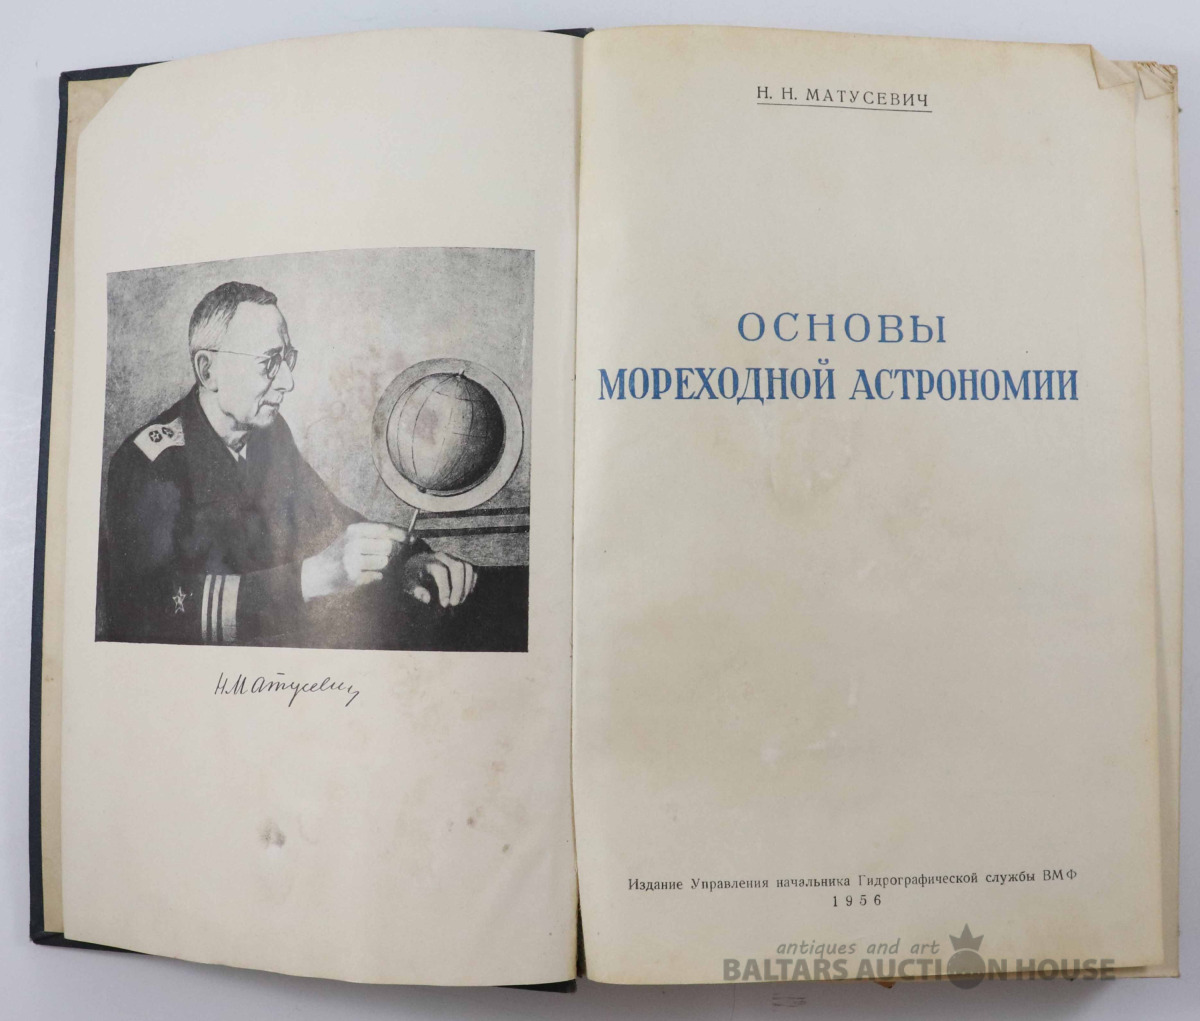 Н. Матусевич
Н. Н. МАТУСЕВИЧ
ОСНОВЫ
МОРЕХОДНОЙ АСТРОНОМИИ
Издание Управления начальника Гидрографической службы ВМФ
1956
antiques and art
BALTARS AUCTION HOUSE